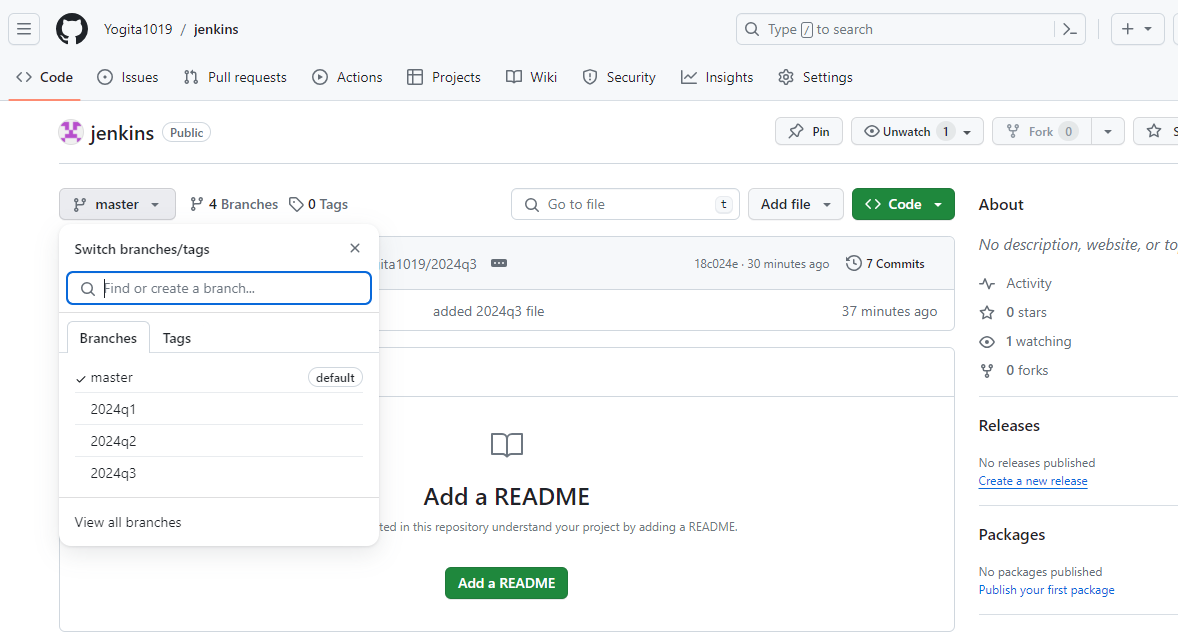 Yogita1019 / jenkins
Type / to search
Code Issues Pull requests Actions Projects Wiki Security Insights Settings
jenkins Public
Pin Unwatch 1 Fork 0
master 4 Branches 0 Tags
Go to file t Add file Code
About
Switch branches/tags
No description, website, or to
ita1019/2024q3
18c024e · 30 minutes ago 7 Commits
Find or create a branch...
Activity
added 2024q3 file 37 minutes ago
0 stars
Branches Tags
1 watching
master default
0 forks
2024q1
2024q2
2024q3
Releases
No releases published
Create a new release
Add a README
View all branches
ted in this repository understand your project by adding a README.
Packages
No packages published
Add a README
Publish your first package